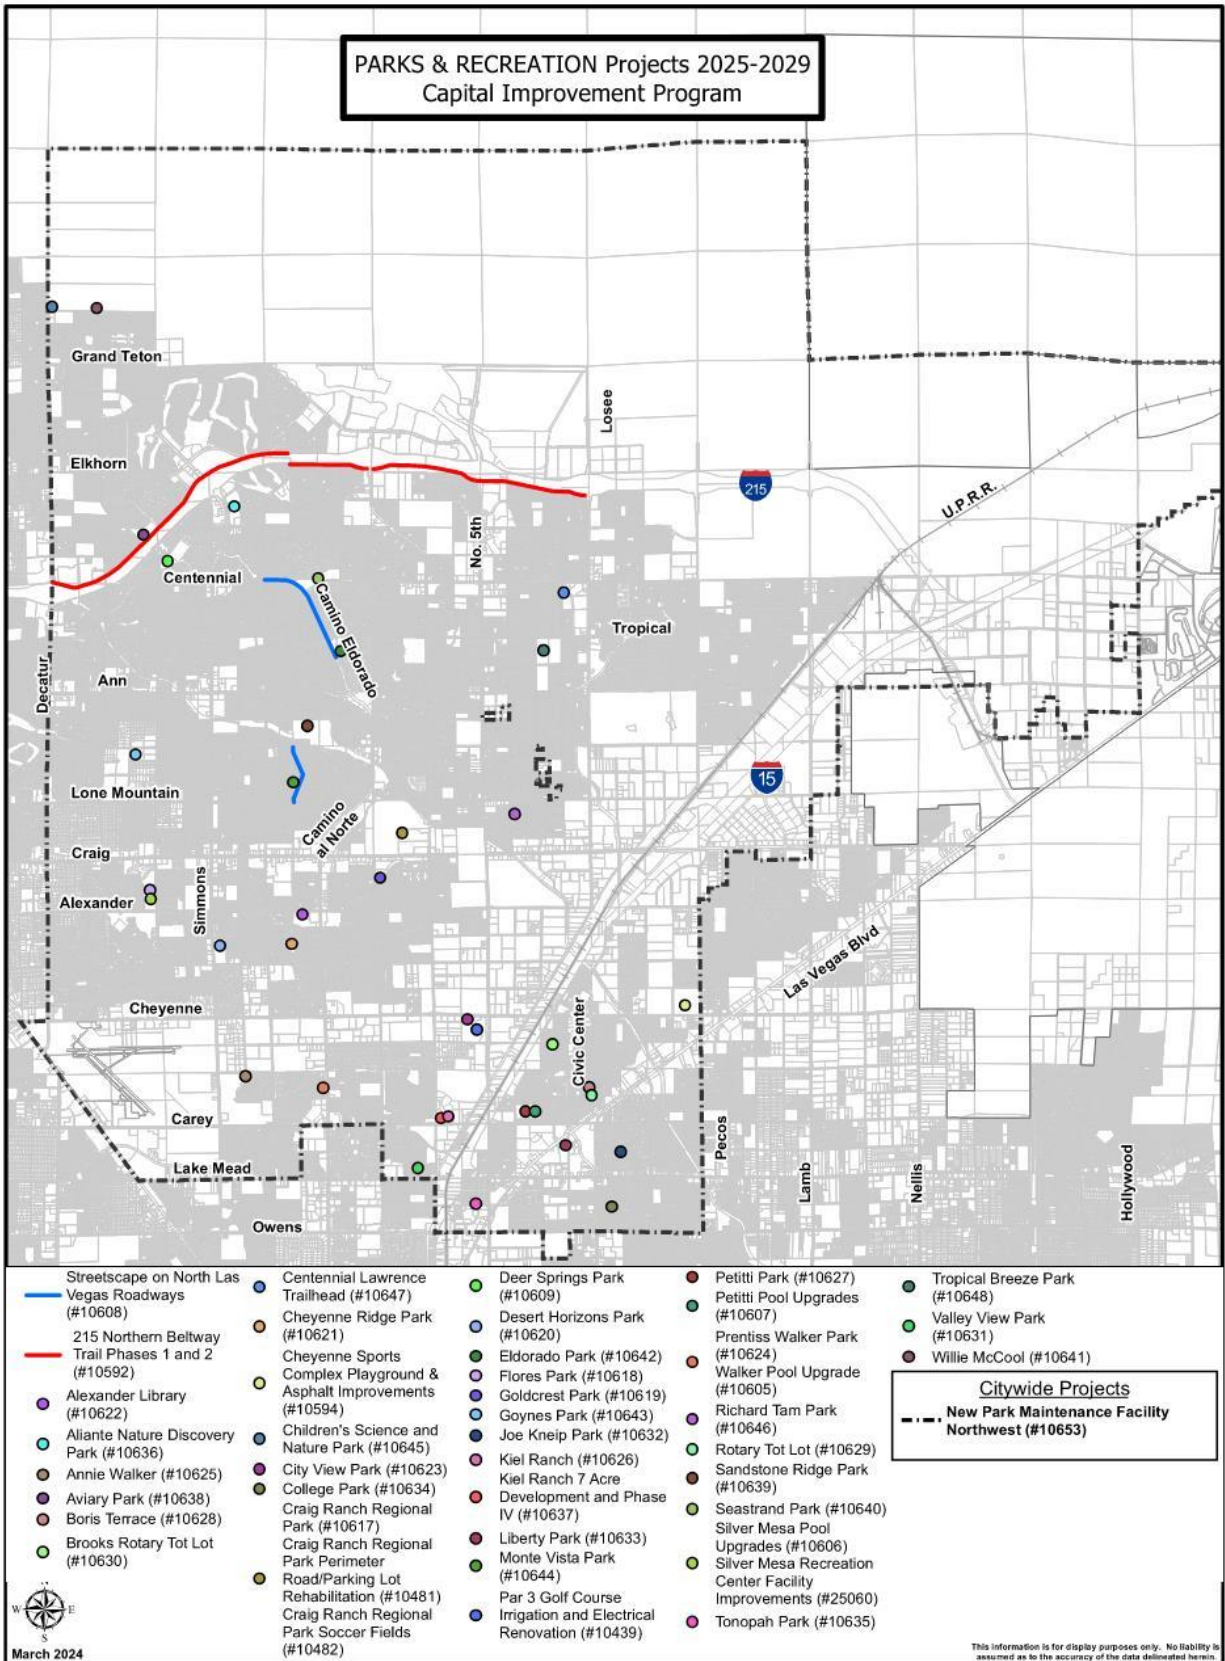 PARKS & RECREATION Projects 2025-2029
Capital Improvement Program
Grand Teton
Losee
Elkhorn
215
U.P.R.R.
No. 5th
Centennial
Camino Eldorado
Tropical
Decatur
Ann
15
Lone Mountain
Camino
al Norte
Craig
Simmons
Alexander
Las Vegas Blvd
Cheyenne
Civic Center
Carey
Pecos
Lake Mead
Lamb
Nellis
Hollywood
Owens
Streetscape on North Las
Vegas Roadways
(#10608)
215 Northern Beltway
Trail Phases 1 and 2
(#10592)
Alexander Library
(#10622)
Aliante Nature Discovery
Park (#10636)
Annie Walker (#10625)
Aviary Park (#10638)
Boris Terrace (#10628)
Brooks Rotary Tot Lot
(#10630)
Centennial Lawrence
Trailhead (#10647)
Cheyenne Ridge Park
(#10621)
Cheyenne Sports
Complex Playground &
Asphalt Improvements
(#10594)
Children's Science and
Nature Park (#10645)
City View Park (#10623)
College Park (#10634)
Craig Ranch Regional
Park (#10617)
Craig Ranch Regional
Park Perimeter
Road/Parking Lot
Rehabilitation (#10481)
Craig Ranch Regional
Park Soccer Fields
(#10482)
Deer Springs Park
(#10609)
Desert Horizons Park
(#10620)
Eldorado Park (#10642)
Flores Park (#10618)
Goldcrest Park (#10619)
Goynes Park (#10643)
Joe Kneip Park (#10632)
Kiel Ranch (#10626)
Kiel Ranch 7 Acre
Development and Phase
IV (#10637)
Liberty Park (#10633)
Monte Vista Park
(#10644)
Par 3 Golf Course
Irrigation and Electrical
Renovation (#10439)
Petitti Park (#10627)
Petitti Pool Upgrades
(#10607)
Prentiss Walker Park
(#10624)
Walker Pool Upgrade
(#10605)
Richard Tam Park
(#10646)
Rotary Tot Lot (#10629)
Sandstone Ridge Park
(#10639)
Seastrand Park (#10640)
Silver Mesa Pool
Upgrades (#10606)
Silver Mesa Recreation
Center Facility
Improvements (#25060)
Tonopah Park (#10635)
Tropical Breeze Park
(#10648)
Valley View Park
(#10631)
Willie McCool (#10641)
Citywide Projects
New Park Maintenance Facility
Northwest (#10653)
N
W E
S
March 2024
This information is for display purposes only. No liability is
assumed as to the accuracy of the data delineated herein.